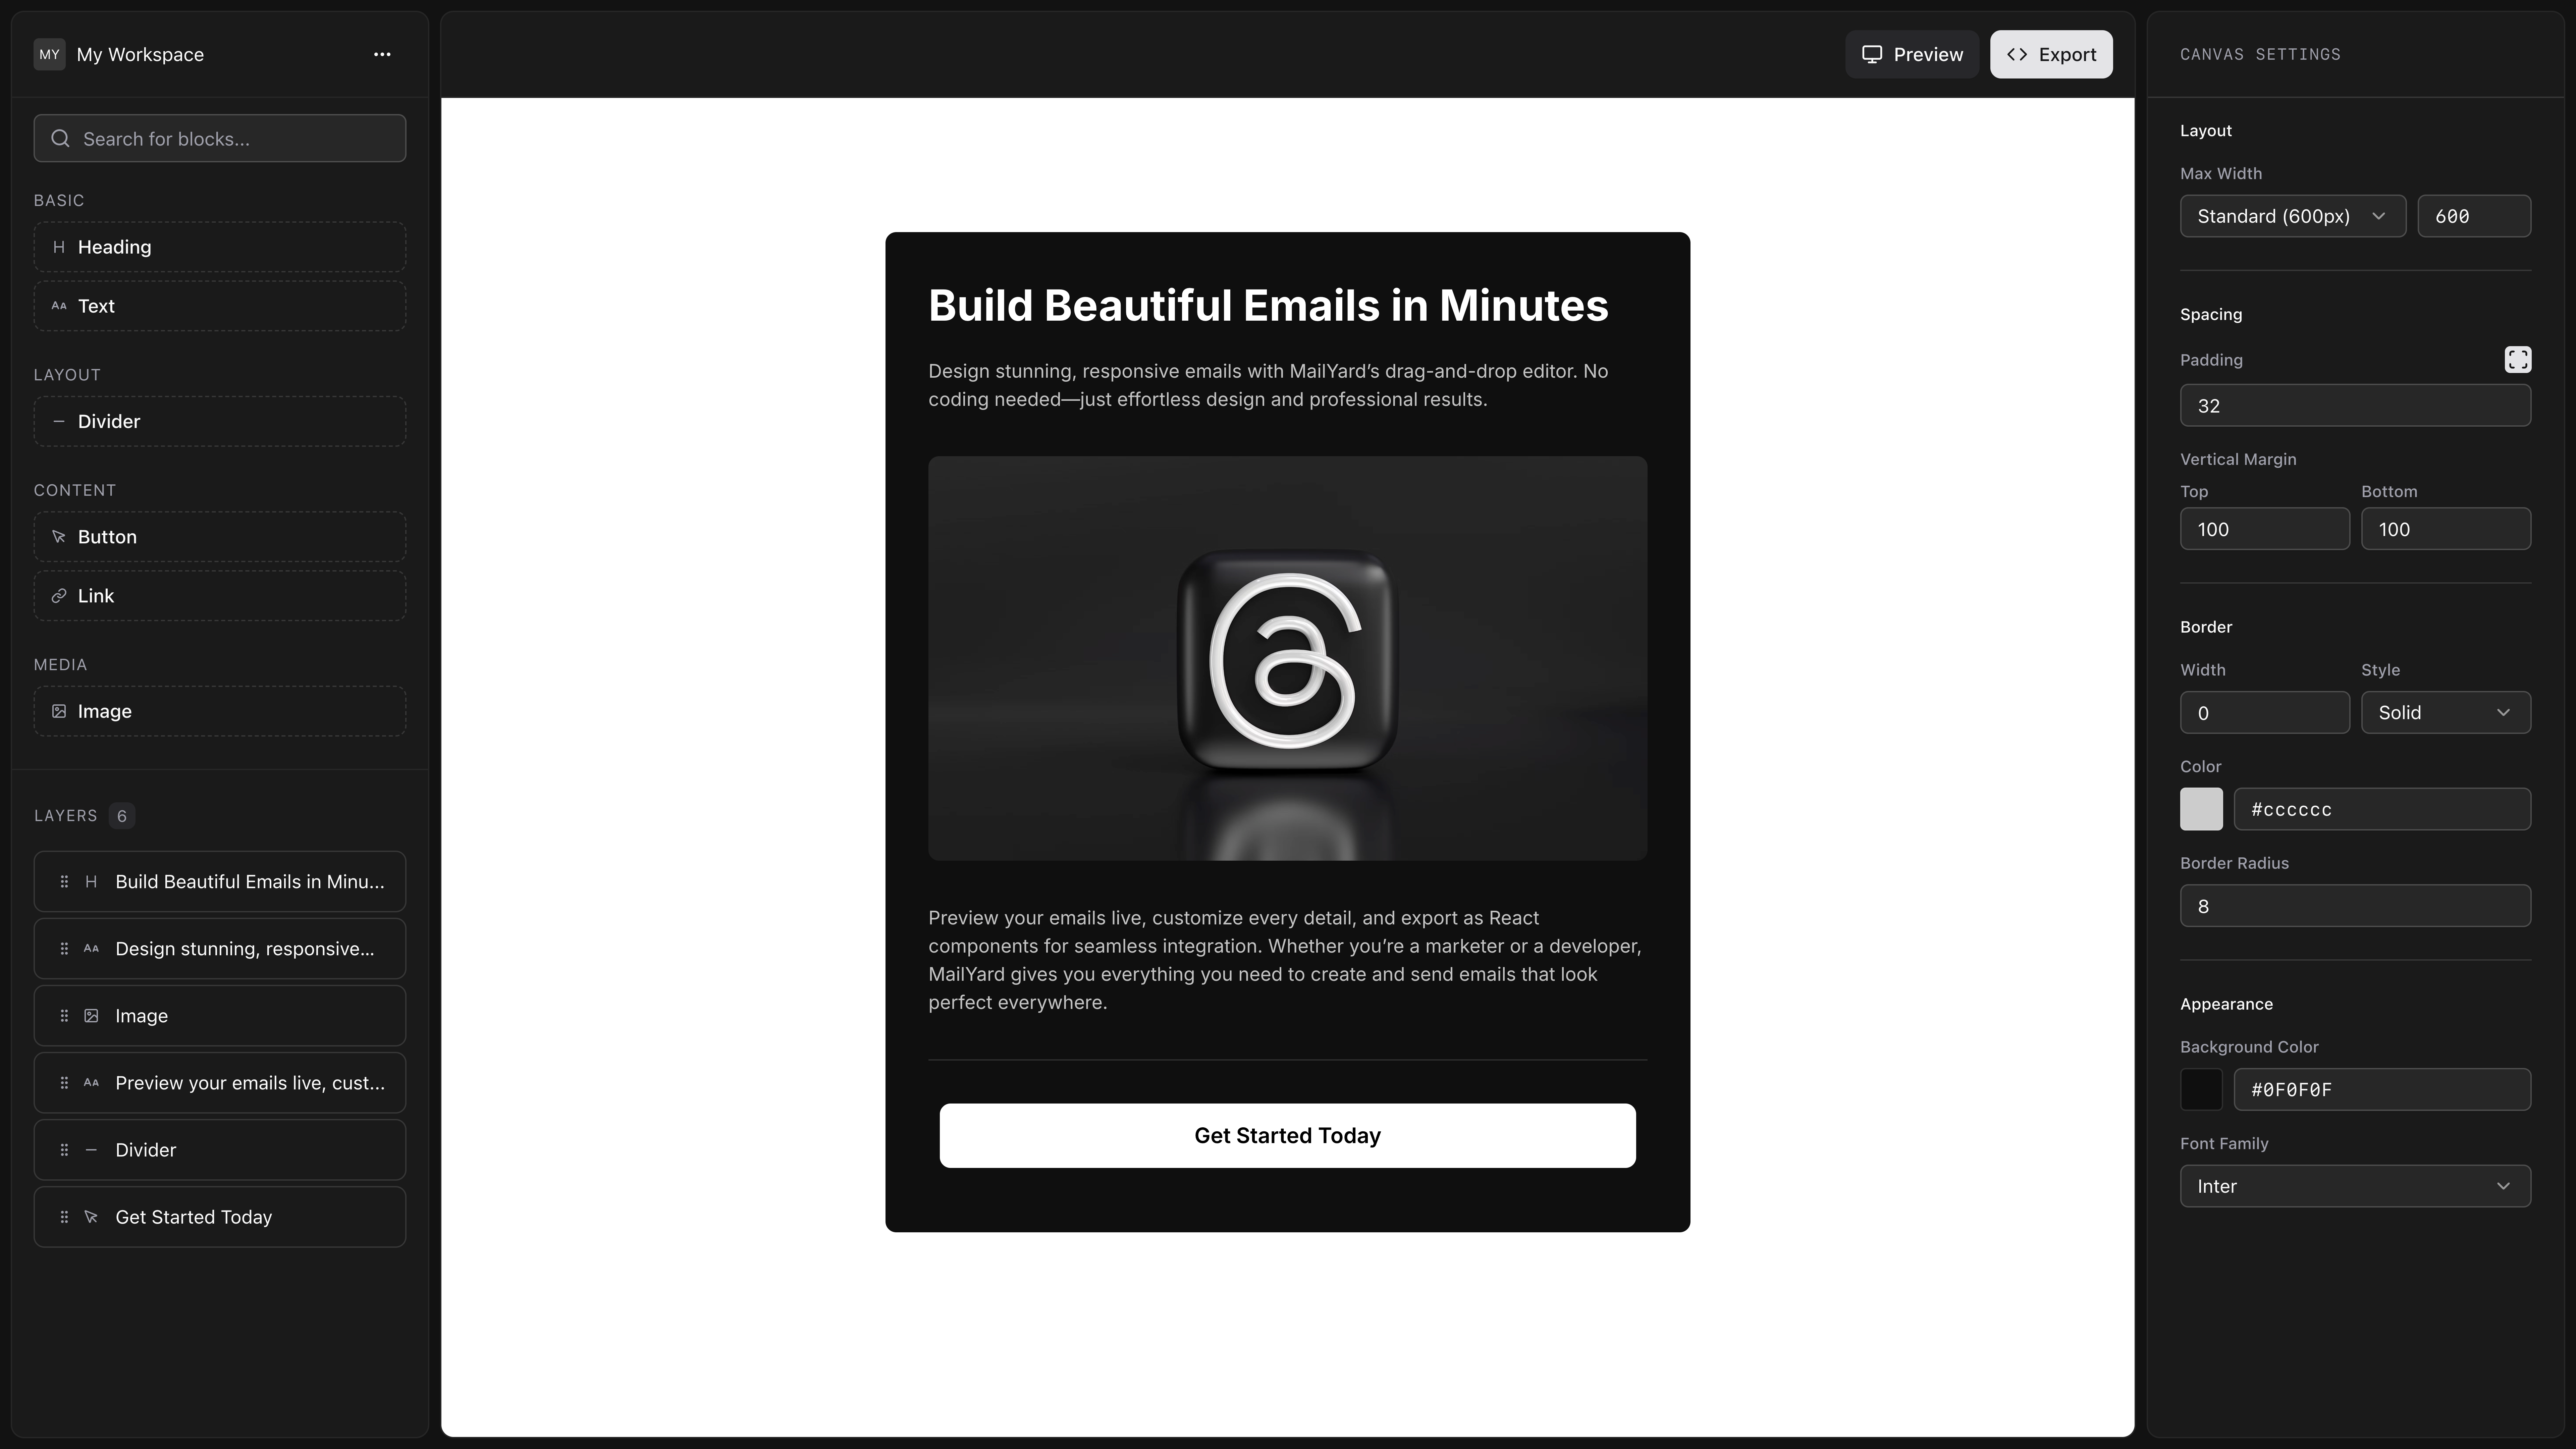 MY My Workspace
Search for blocks...
BASIC
Heading
Text
LAYOUT
Divider
CONTENT
Button
Link
MEDIA
Image
LAYERS 6
Build Beautiful Emails in Minu...
Design stunning, responsive...
Image
Preview your emails live, cust...
Divider
Get Started Today
Preview
Export
Build Beautiful Emails in Minutes
Design stunning, responsive emails with MailYard’s drag-and-drop editor. No
coding needed—just effortless design and professional results.
Preview your emails live, customize every detail, and export as React
components for seamless integration. Whether you’re a marketer or a developer,
MailYard gives you everything you need to create and send emails that look
perfect everywhere.
Get Started Today
CANVAS SETTINGS
Layout
Max Width
Standard (600px) 600
Spacing
Padding
32
Vertical Margin
Top Bottom
100 100
Border
Width Style
0 Solid
Color
#cccccc
Border Radius
8
Appearance
Background Color
#0F0F0F
Font Family
Inter